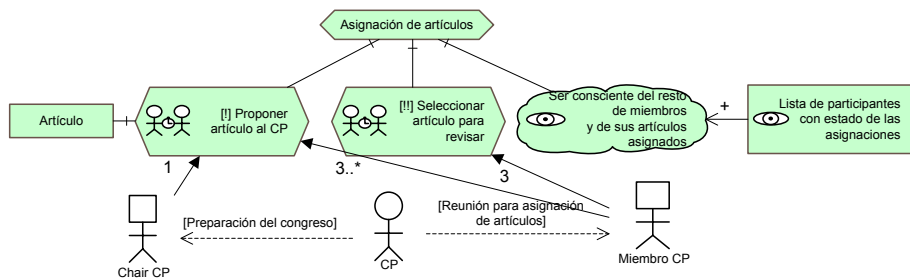 Asignación de artículos
Artículo
[!] Proponer
artículo al CP
[!!] Seleccionar
artículo para
revisar
Ser consciente del resto
de miembros
y de sus artículos
asignados
+
Lista de participantes
con estado de las
asignaciones
1
3..*
3
[Preparación del congreso]
[Reunión para asignación
de artículos]
Chair CP
CP
Miembro CP